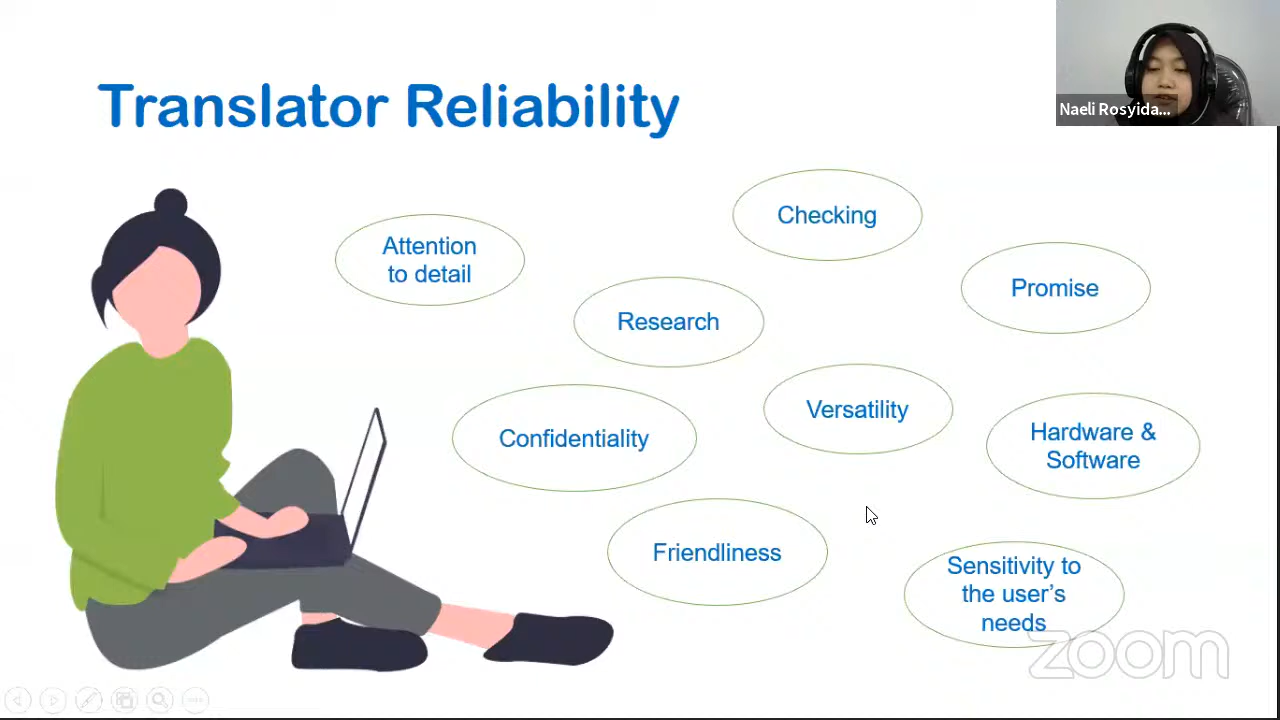 Translator Reliability
Naeli Rosyida...
Checking
Attention
to detail
Promise
Research
Versatility
Confidentiality
Hardware &
Software
Friendliness
Sensitivity to
the user’s
needs
zoom